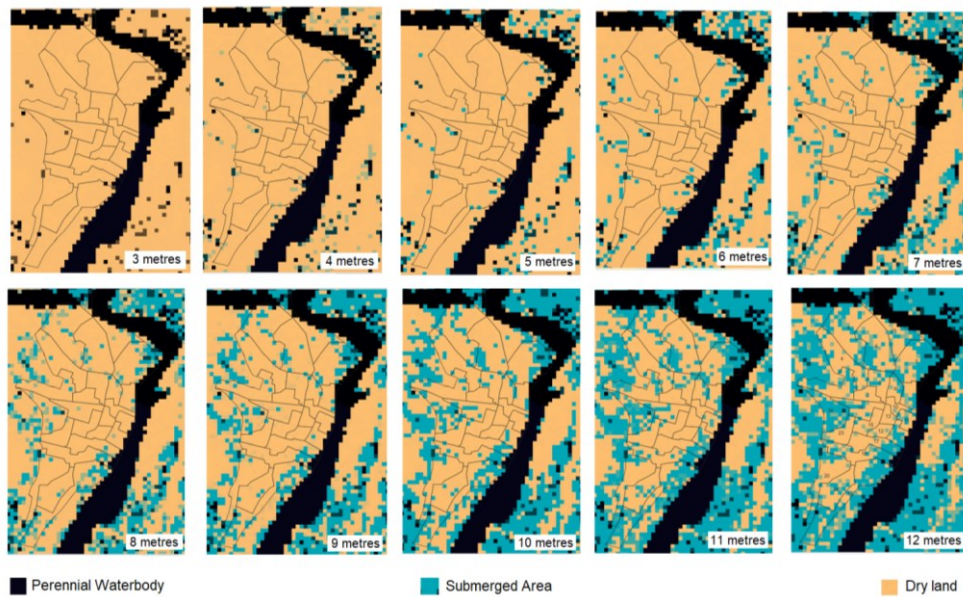 3 metres
4 metres
5 metres
6 metres
7 metres
8 metres
9 metres
10 metres
11 metres
12 metres
Perennial Waterbody
Submerged Area
Dry land